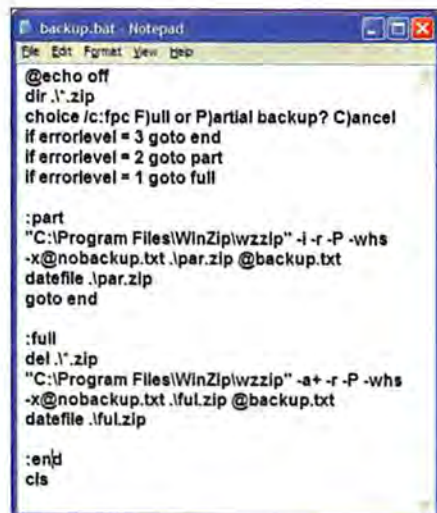 backup.bat - Notepad
File Edit Format View Help
@echo off
dir .\*.zip
choice /c:fpc F)ull or P)artial backup? C)ancel
if errorlevel = 3 goto end
if errorlevel = 2 goto part
if errorlevel = 1 goto full
:part
"C:\Program Files\WinZip\wzzip" -i -r -P -whs
-x@nobackup.txt .\par.zip @backup.txt
datefile .\par.zip
goto end
:full
del .\*.zip
"C:\Program Files\WinZip\wzzip" -a+ -r -P -whs
-x@nobackup.txt .\ful.zip @backup.txt
datefile .\ful.zip
:end
cls